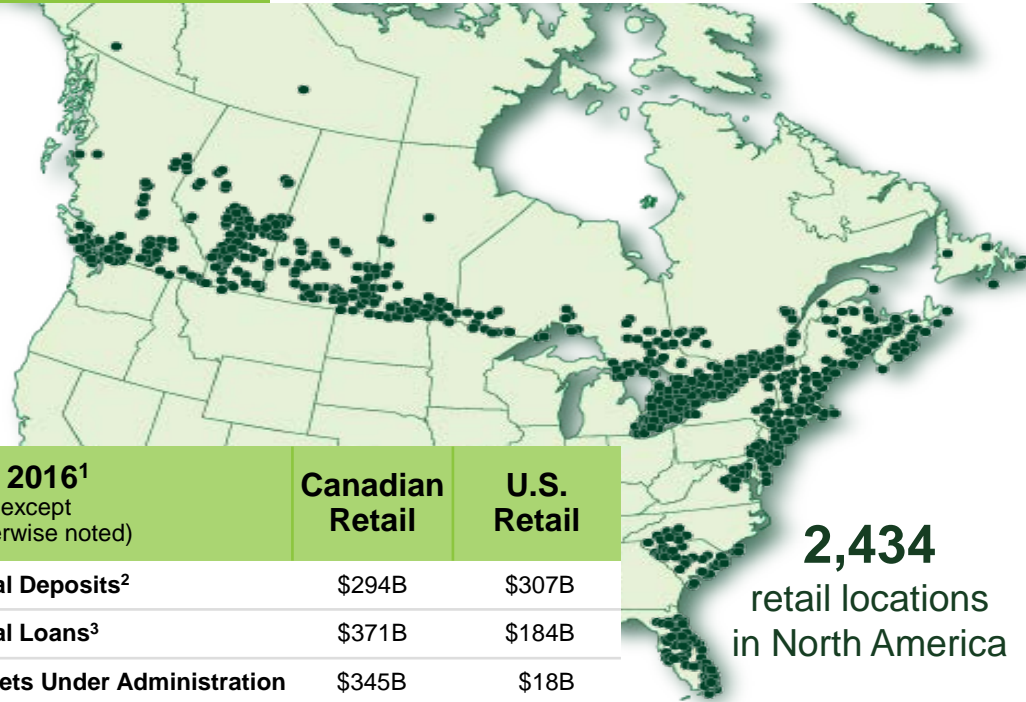 2016¹
except
erwise noted)
Canadian
Retail
U.S.
Retail
al Deposits² $294B $307B
al Loans³ $371B $184B
ets Under Administration $345B $18B
2,434
retail locations
in North America